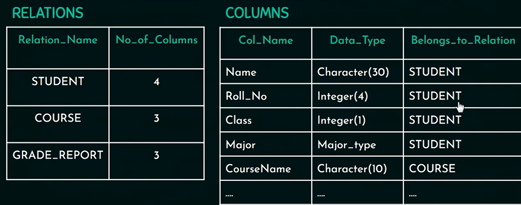 RELATIONS
Relation_Name No_of_Columns
STUDENT 4
COURSE 3
GRADE_REPORT 3
COLUMNS
Col_Name Data_Type Belongs_to_Relation
Name Character(30) STUDENT
Roll_No Integer(4) STUDENT
Class Integer(1) STUDENT
Major Major_type STUDENT
CourseName Character(10) COURSE
.... .... ....